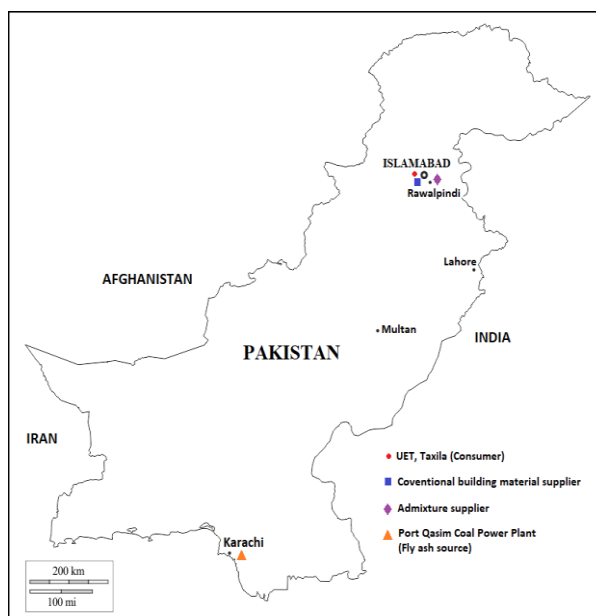 ISLAMABAD
Rawalpindi
Lahore
AFGHANISTAN
Multan
INDIA
PAKISTAN
IRAN
UET, Taxila (Consumer)
Coventional building material supplier
Admixture supplier
Port Qasim Coal Power Plant
(Fly ash source)
Karachi
200 km
100 mi